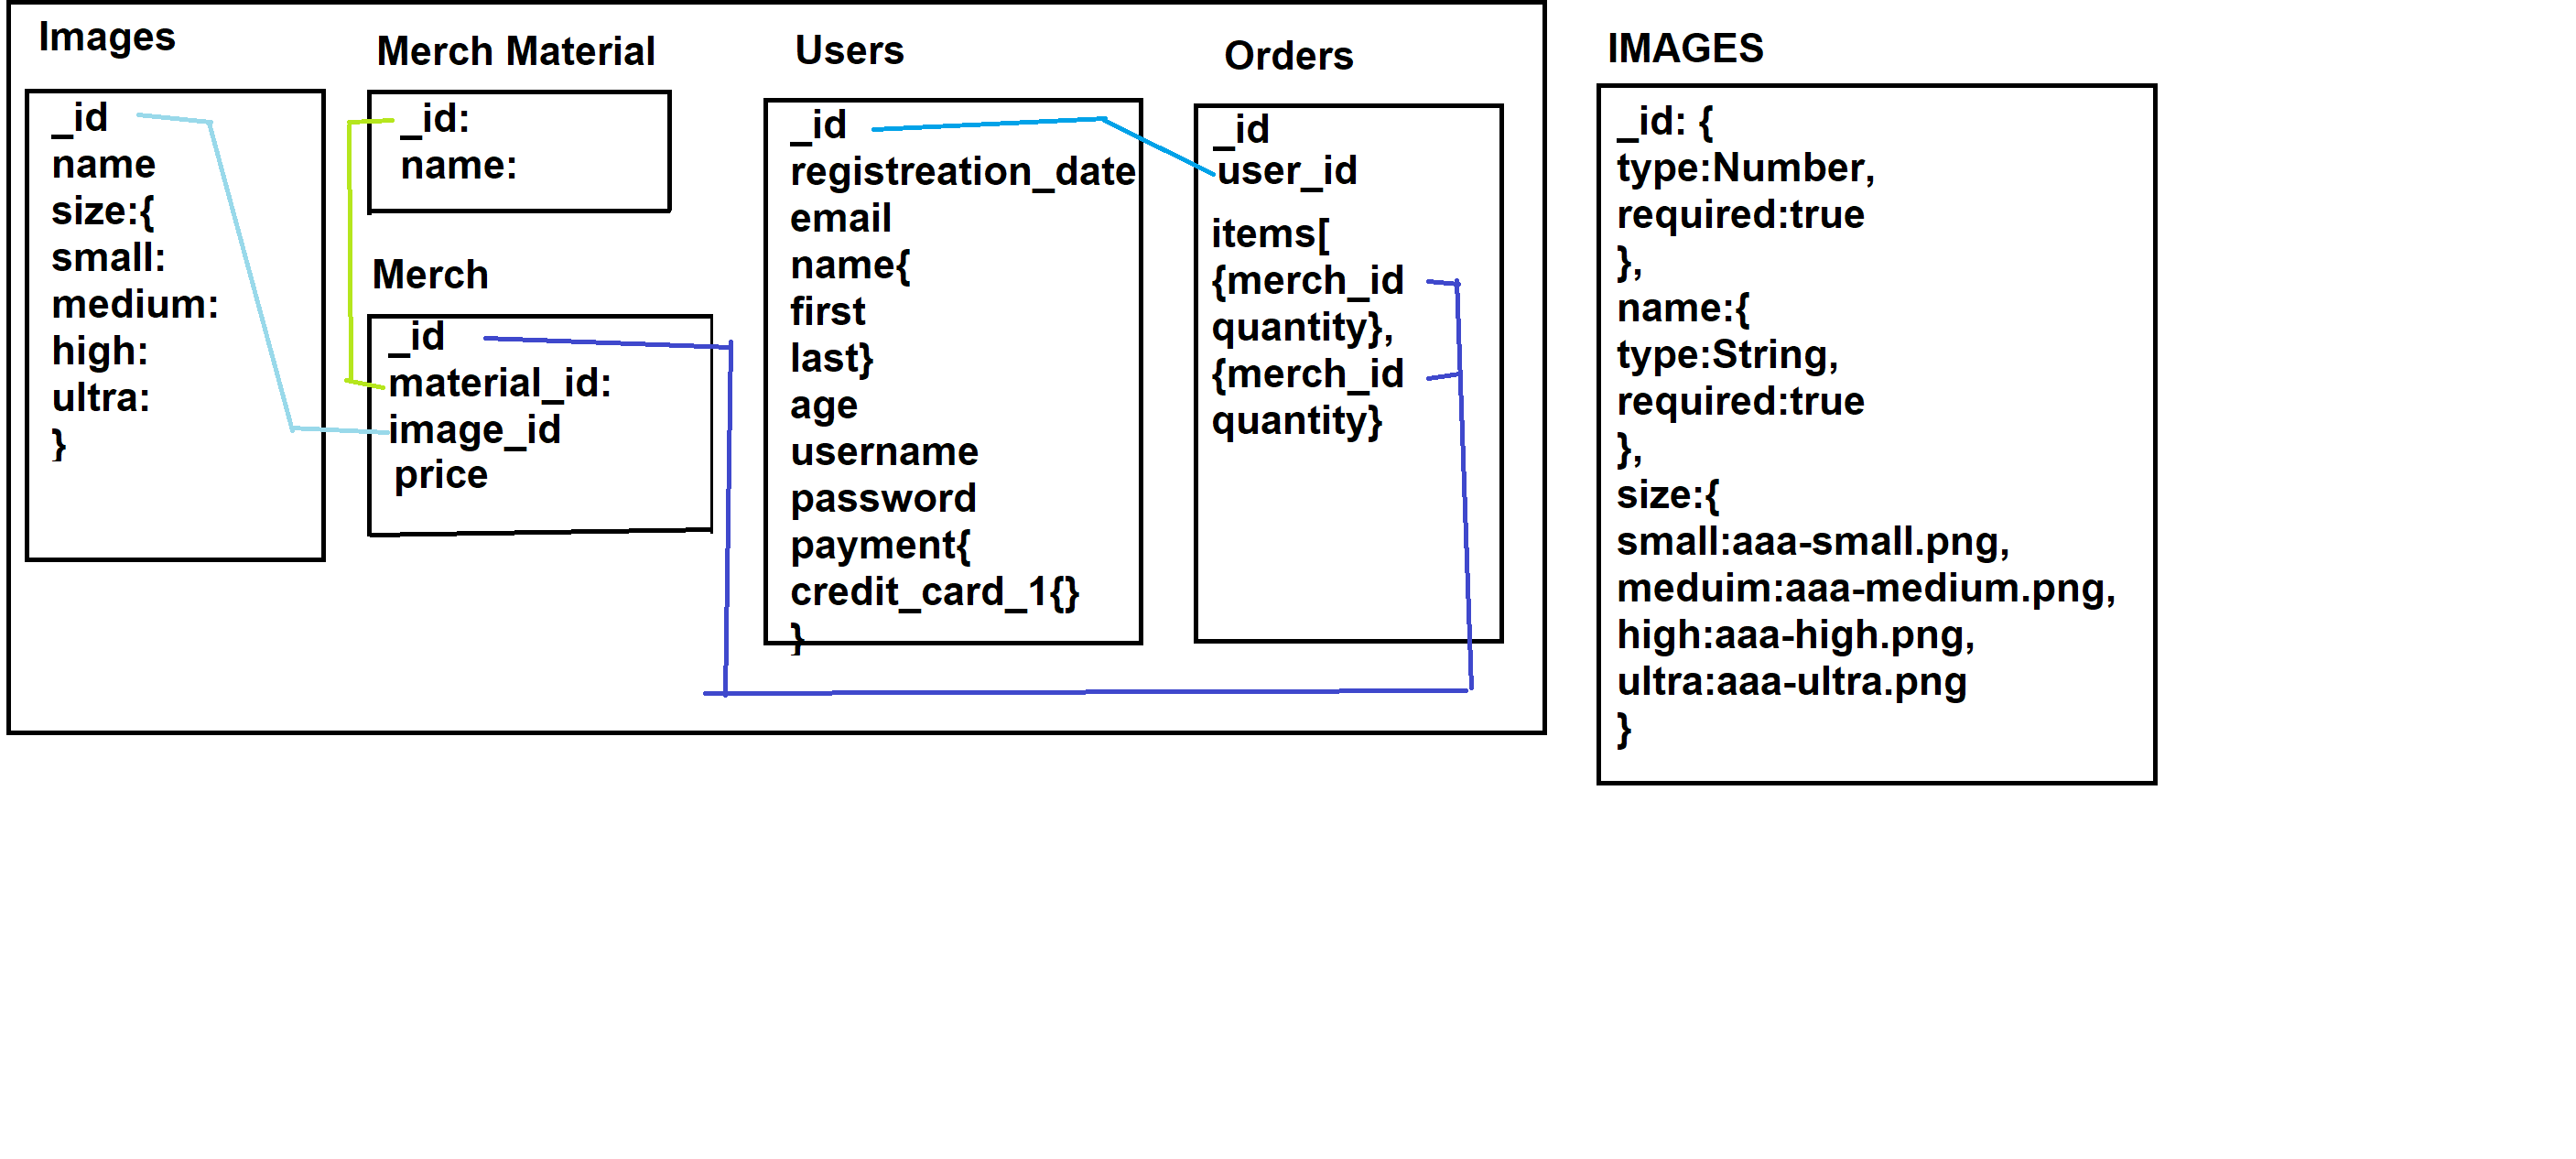 Images
_id
name
size:{
small:
medium:
high:
ultra:
}
Merch Material
_id:
name:
Merch
_id
material_id:
image_id
price
Users
_id
registreation_date
email
name{
first
last}
age
username
password
payment{
credit_card_1{}
}
Orders
_id
user_id
items[
{merch_id
quantity},
{merch_id
quantity}
IMAGES
_id: {
type:Number,
required:true
},
name:{
type:String,
required:true
},
size:{
small:aaa-small.png,
meduim:aaa-medium.png,
high:aaa-high.png,
ultra:aaa-ultra.png
}